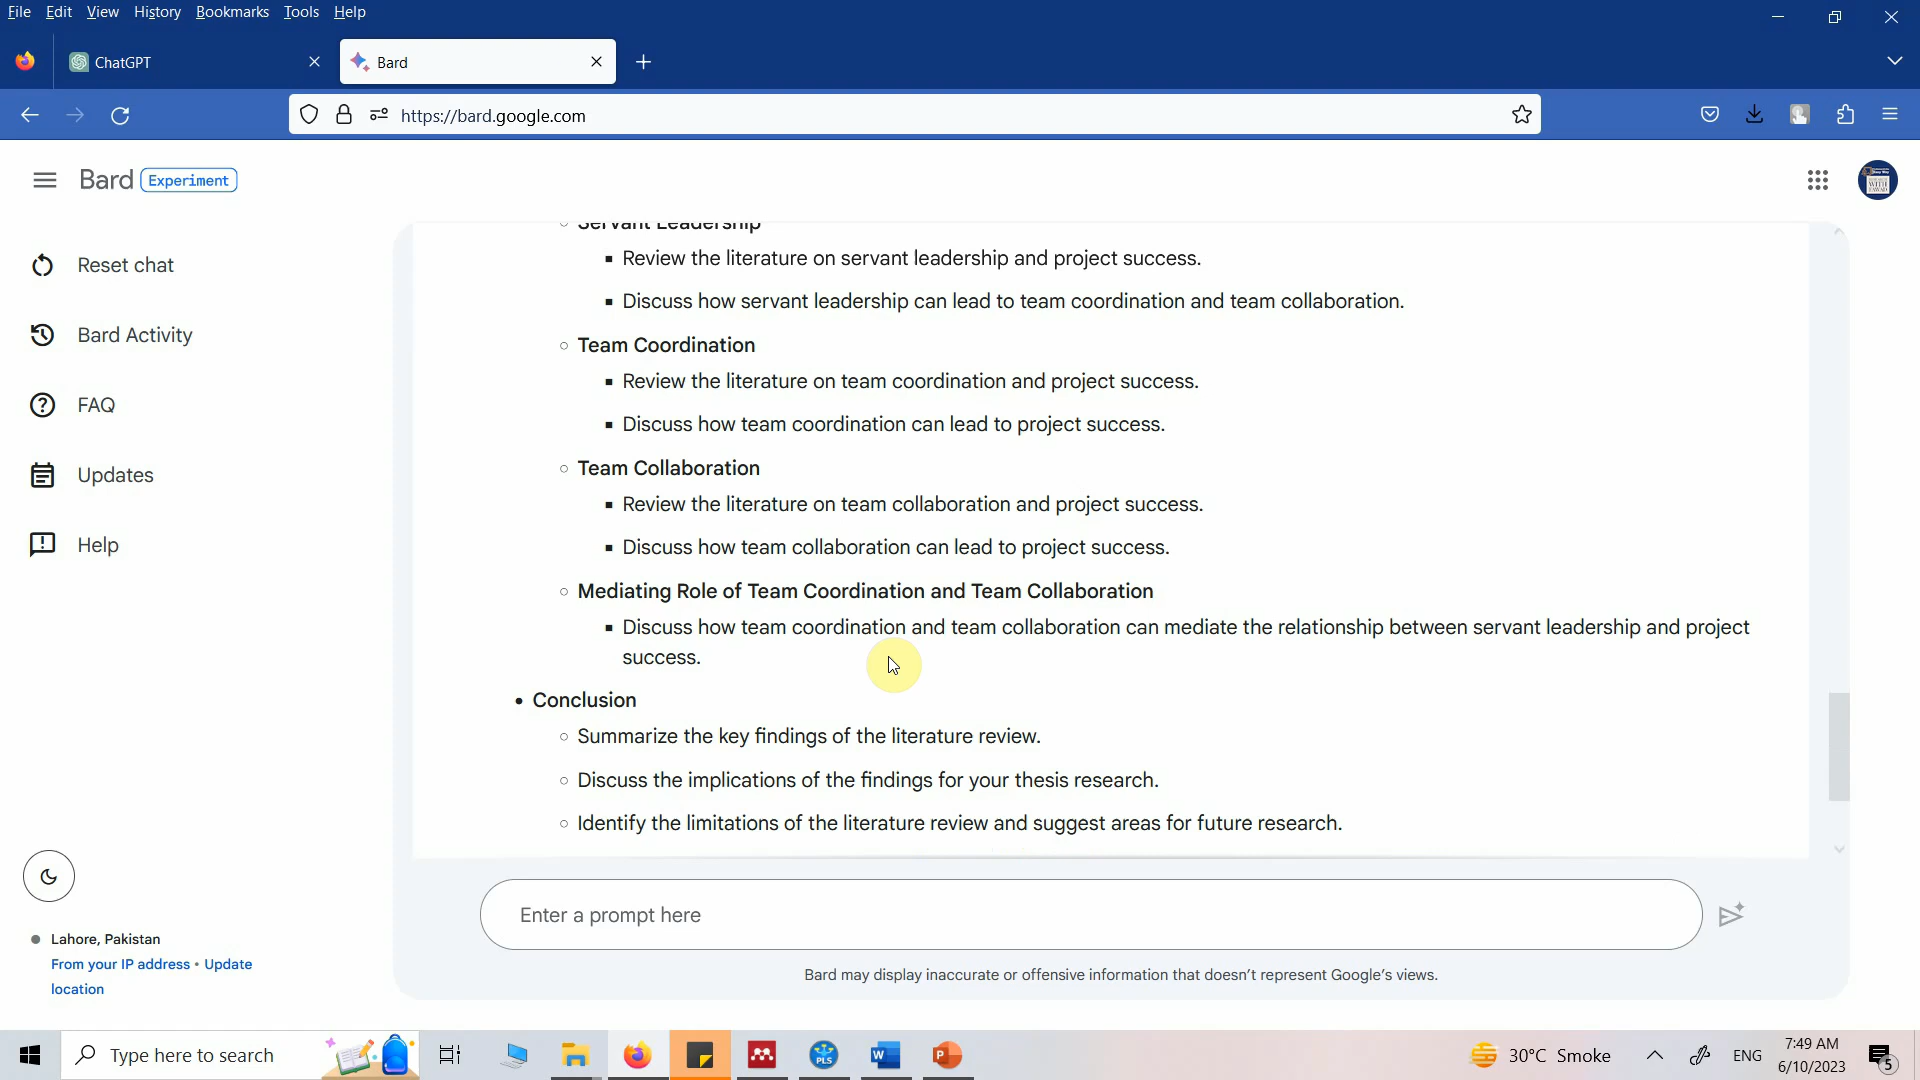 File Edit View History Bookmarks Tools Help
ChatGPT
Bard
https://bard.google.com
Bard Experiment
Reset chat
Bard Activity
FAQ
Updates
Help
Servant Leadership
Review the literature on servant leadership and project success.
Discuss how servant leadership can lead to team coordination and team collaboration.
Team Coordination
Review the literature on team coordination and project success.
Discuss how team coordination can lead to project success.
Team Collaboration
Review the literature on team collaboration and project success.
Discuss how team collaboration can lead to project success.
Mediating Role of Team Coordination and Team Collaboration
Discuss how team coordination and team collaboration can mediate the relationship between servant leadership and project
success.
Conclusion
Summarize the key findings of the literature review.
Discuss the implications of the findings for your thesis research.
Identify the limitations of the literature review and suggest areas for future research.
Enter a prompt here
Bard may display inaccurate or offensive information that doesn't represent Google's views.
Lahore, Pakistan
From your IP address • Update
location
Type here to search
PLS
30°C Smoke
ENG
7:49 AM
6/10/2023
5